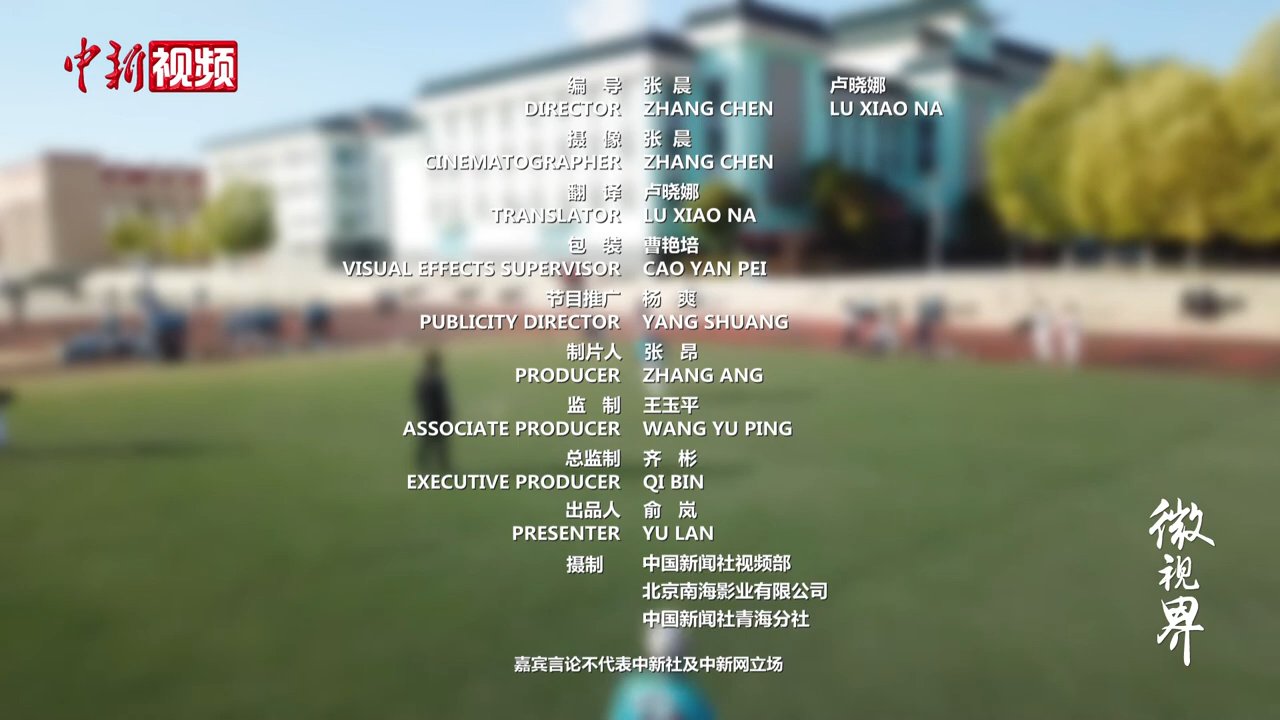 中新视频
编 导 张 晨 卢晓娜
DIRECTOR ZHANG CHEN LU XIAO NA
摄 像 张 晨
CINEMATOGRAPHER ZHANG CHEN
翻 译 卢晓娜
TRANSLATOR LU XIAO NA
包 装 曹艳培
VISUAL EFFECTS SUPERVISOR CAO YAN PEI
节目推广 杨 爽
PUBLICITY DIRECTOR YANG SHUANG
制片人 张 昂
PRODUCER ZHANG ANG
监 制 王玉平
ASSOCIATE PRODUCER WANG YU PING
总监制 齐 彬
EXECUTIVE PRODUCER QI BIN
出品人 俞 岚
PRESENTER YU LAN
摄制 中国新闻社视频部
北京南海影业有限公司
中国新闻社青海分社
嘉宾言论不代表中新社及中新网立场
微视界